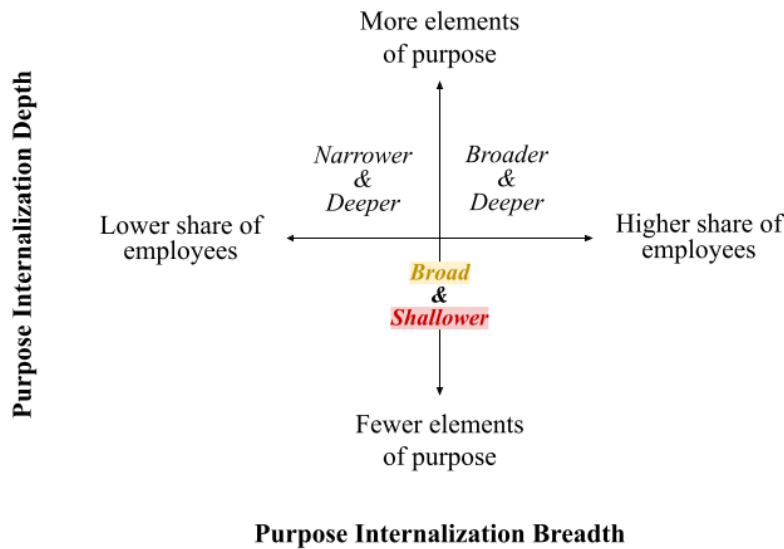 More elements
of purpose
Purpose Internalization Depth
Narrower
&
Deeper
Broader
&
Deeper
Lower share of
employees
Higher share of
employees
Broad
&
Shallower
Fewer elements
of purpose
Purpose Internalization Breadth